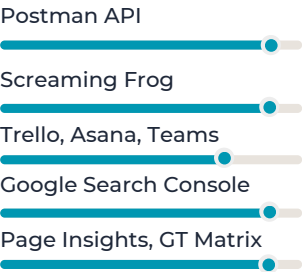 Postman API
Screaming Frog
Trello, Asana, Teams
Google Search Console
Page Insights, GT Matrix